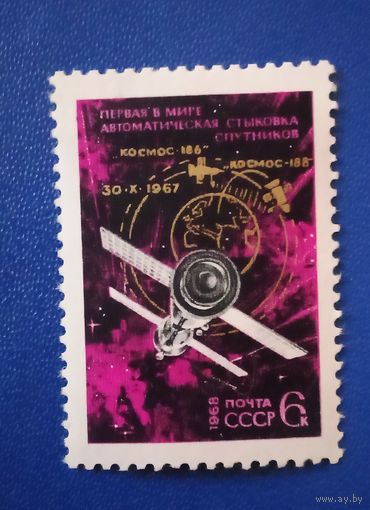 ПЕРВАЯ В МИРЕ
АВТОМАТИЧЕСКАЯ СТЫКОВКА
СПУТНИКОВ
„КОСМОС-186"
„КОСМОС-188"
30·X·1967
1968
ПОЧТА
СССР
6к
www.ay.by